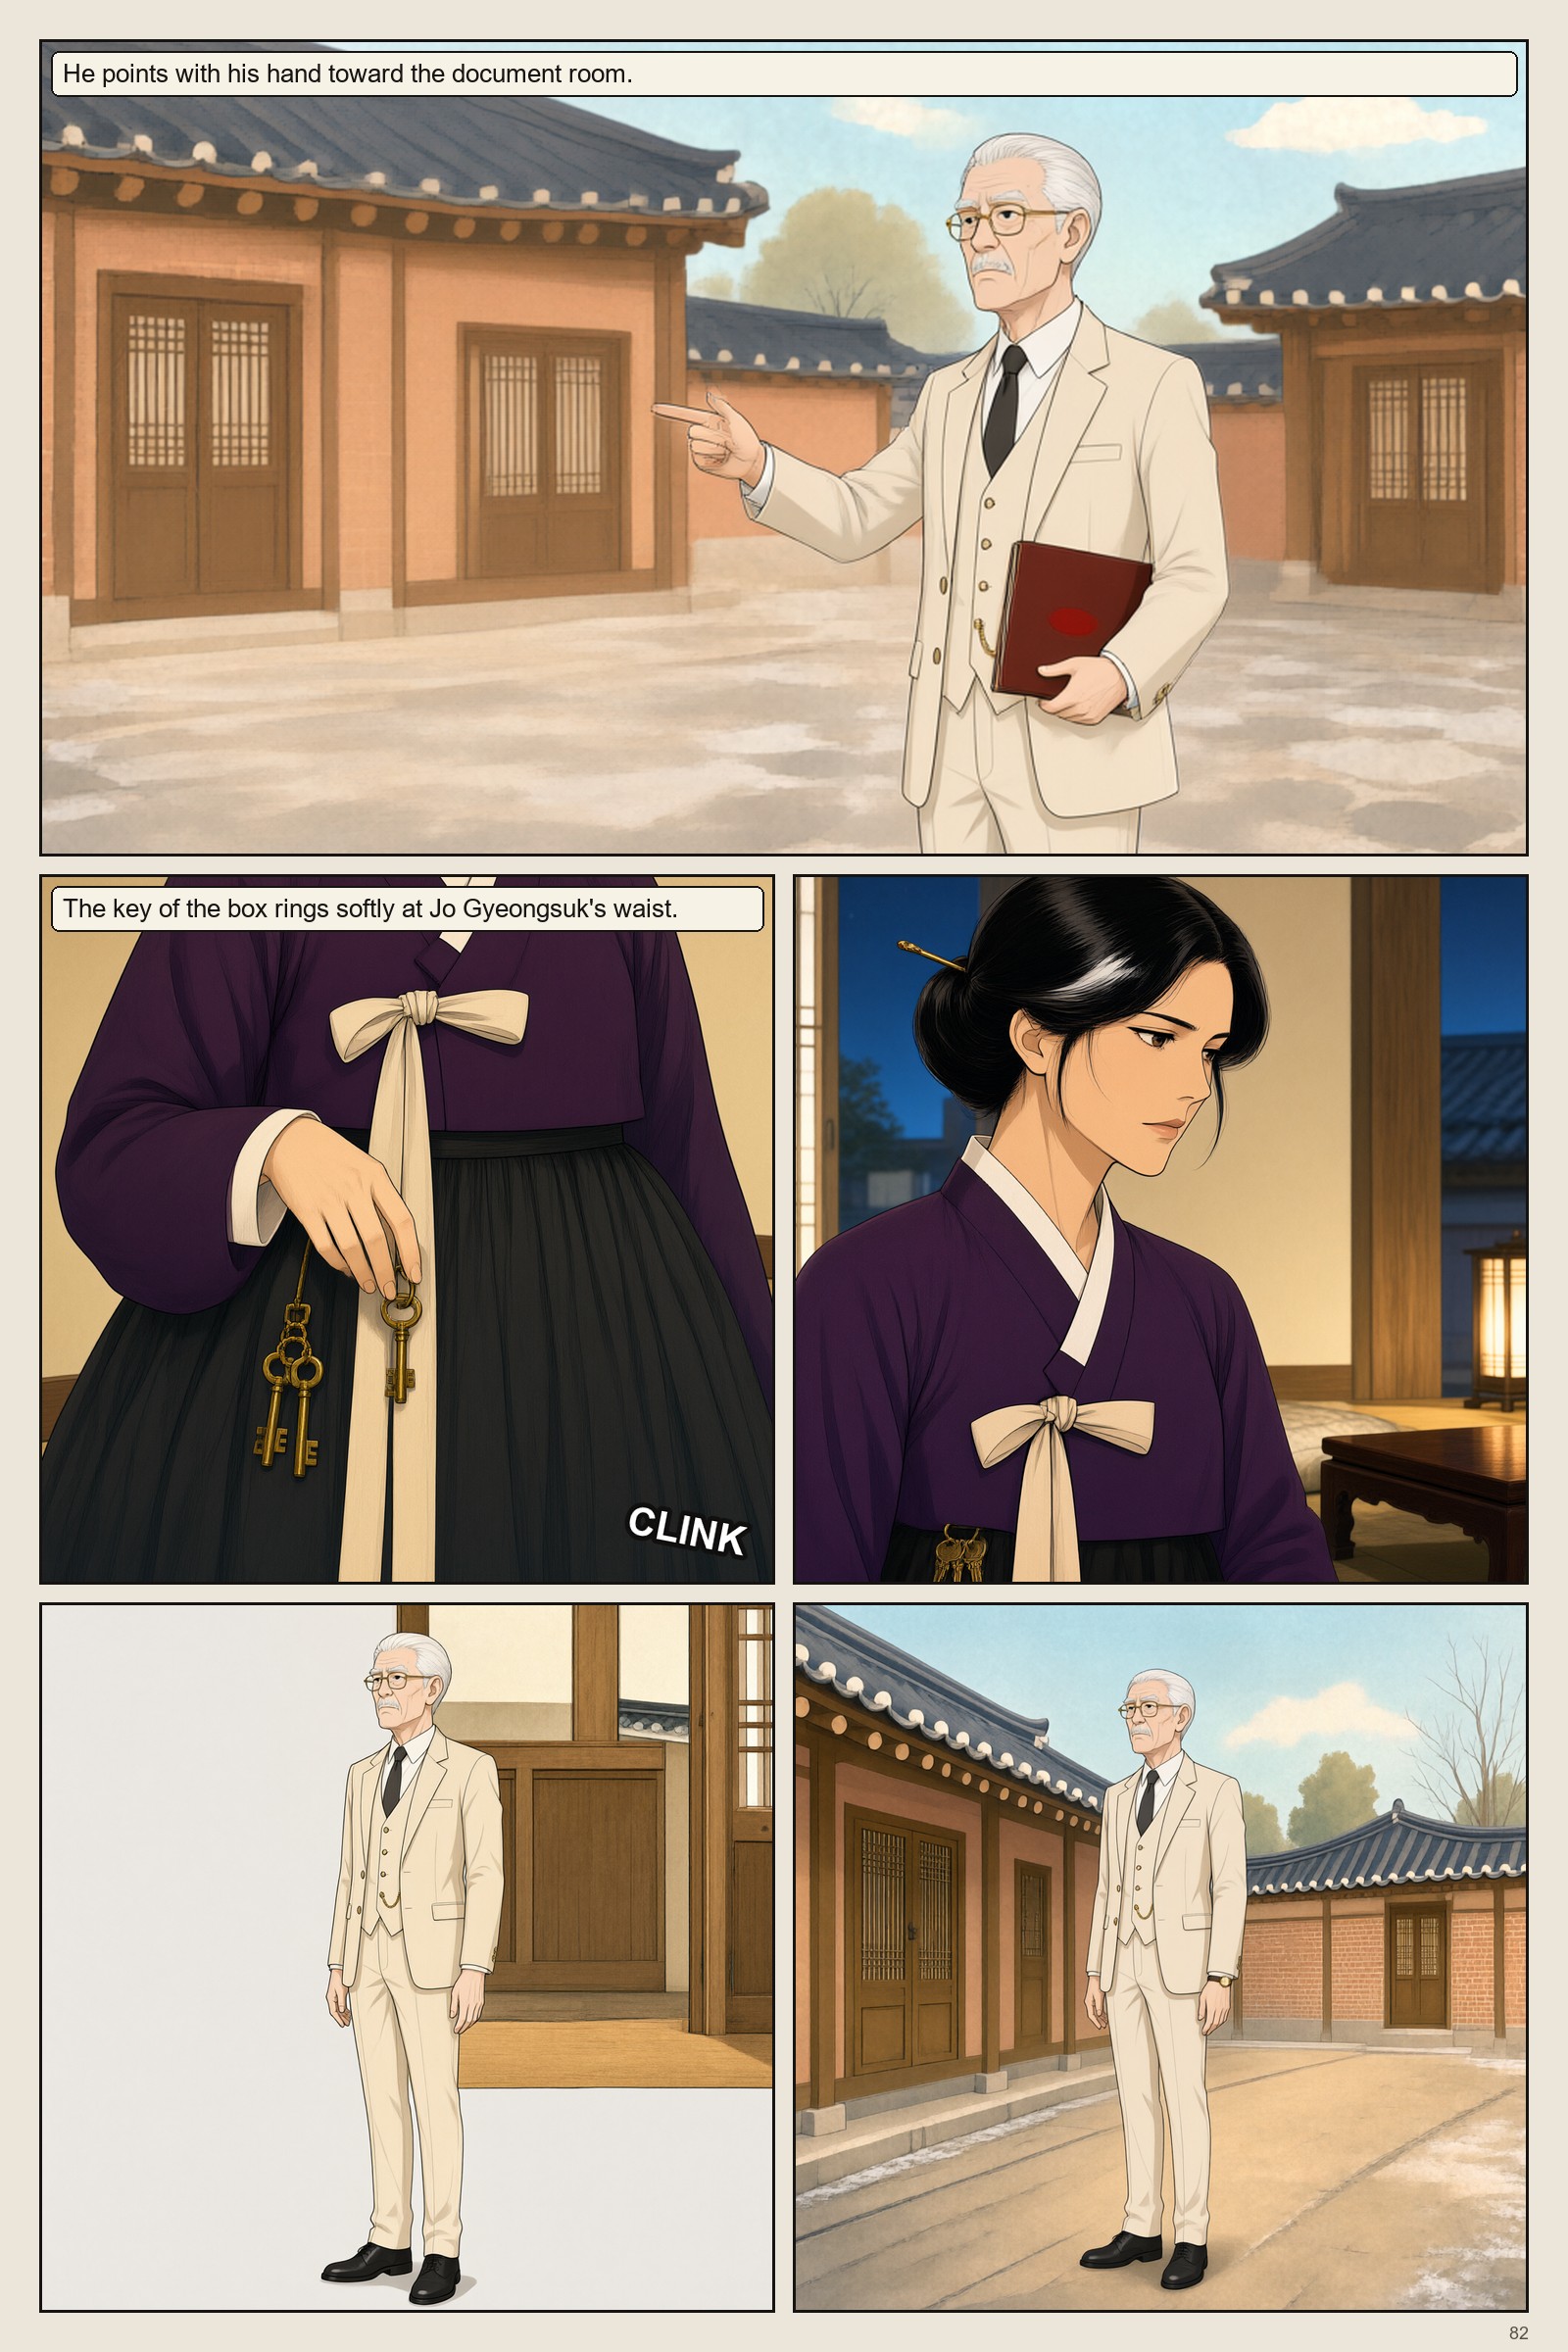 He points with his hand toward the document room.
The key of the box rings softly at Jo Gyeongsuk's waist.
CLINK
82